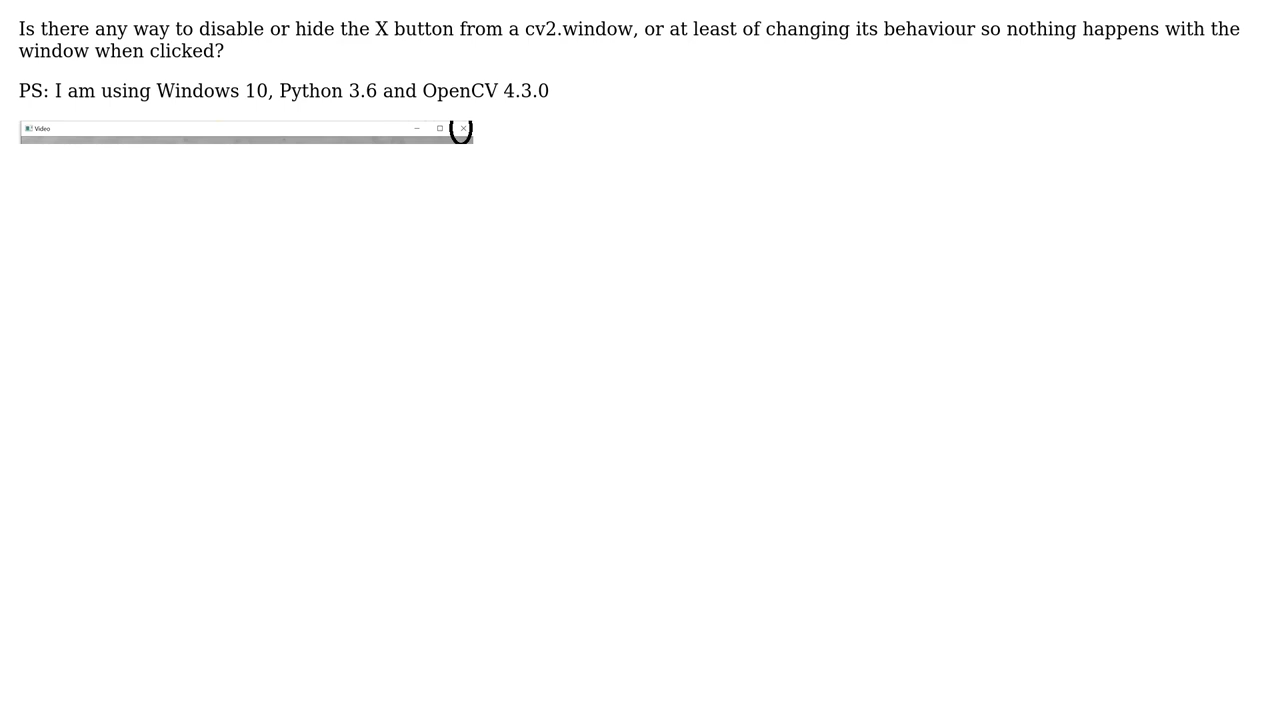 Is there any way to disable or hide the X button from a cv2.window, or at least of changing its behaviour so nothing happens with the
window when clicked?
PS: I am using Windows 10, Python 3.6 and OpenCV 4.3.0
Video